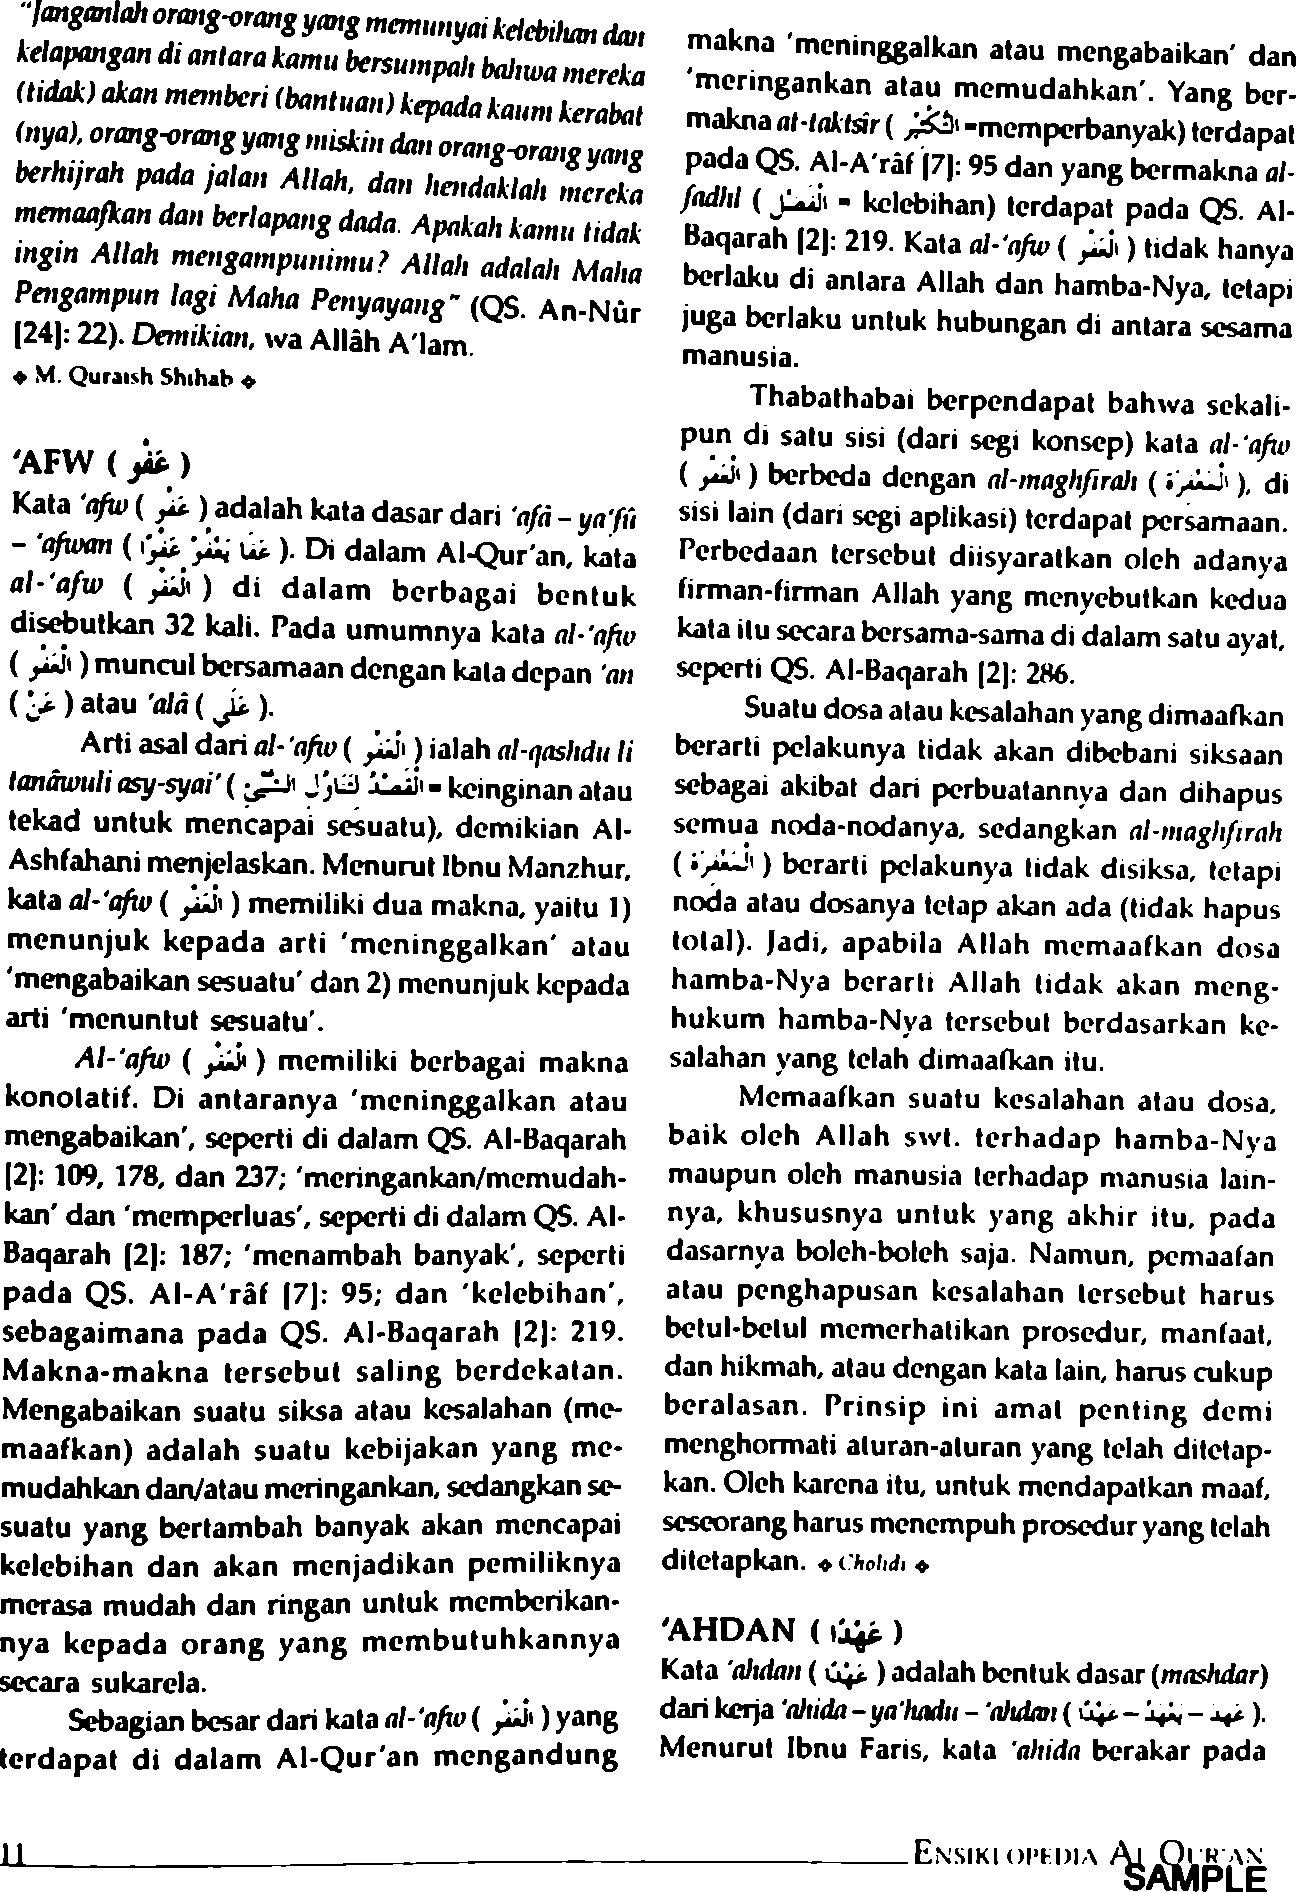 "Janganlah orang-orang yang memunyai kelebihan dan
kelapangan di antara kamu bersumpah bahwa mereka
(tidak) akan memberi (bantuan) kepada kaum kerabat
(nya), orang-orang yang miskin dan orang-orang yang
berhijrah pada jalan Allah, dan hendaklah mereka
memaafkan dan berlapang dada. Apakah kamu tidak
ingin Allah mengampunimu? Allah adalah Maha
Pengampun lagi Maha Penyayang" (QS. An-Nûr
[24]: 22). Demikian, wa Allâh A'lam.
❖ M. Quraish Shihab ❖
'AFW ( عَفْو )
Kata 'afw ( عَفْو ) adalah kata dasar dari 'afâ – ya'fû
– 'afwan ( عَفَا يَعْفُوْ عَفْوًا ). Di dalam Al-Qur'an, kata
al-'afw ( اَلْعَفْو ) di dalam berbagai bentuk
disebutkan 32 kali. Pada umumnya kata al-'afw
( اَلْعَفْو ) muncul bersamaan dengan kata depan 'an
( عَنْ ) atau 'alâ ( عَلَى ).
Arti asal dari al-'afw ( اَلْعَفْو ) ialah al-qashdu li
tanâwuli asy-syai' ( اَلْقَصْدُ لِتَنَاوُلِ الشَّيْئِ = keinginan atau
tekad untuk mencapai sesuatu), demikian Al-
Ashfahani menjelaskan. Menurut Ibnu Manzhur,
kata al-'afw ( اَلْعَفْو ) memiliki dua makna, yaitu 1)
menunjuk kepada arti 'meninggalkan' atau
'mengabaikan sesuatu' dan 2) menunjuk kepada
arti 'menuntut sesuatu'.
Al-'afw ( اَلْعَفْو ) memiliki berbagai makna
konotatif. Di antaranya 'meninggalkan atau
mengabaikan', seperti di dalam QS. Al-Baqarah
[2]: 109, 178, dan 237; 'meringankan/memudah-
kan' dan 'memperluas', seperti di dalam QS. Al-
Baqarah [2]: 187; 'menambah banyak', seperti
pada QS. Al-A'râf [7]: 95; dan 'kelebihan',
sebagaimana pada QS. Al-Baqarah [2]: 219.
Makna-makna tersebut saling berdekatan.
Mengabaikan suatu siksa atau kesalahan (me-
maafkan) adalah suatu kebijakan yang me-
mudahkan dan/atau meringankan, sedangkan se-
suatu yang bertambah banyak akan mencapai
kelebihan dan akan menjadikan pemiliknya
merasa mudah dan ringan untuk memberikan-
nya kepada orang yang membutuhkannya
secara sukarela.
Sebagian besar dari kata al-'afw ( اَلْعَفْو ) yang
terdapat di dalam Al-Qur'an mengandung
makna 'meninggalkan atau mengabaikan' dan
'meringankan atau memudahkan'. Yang ber-
makna at-taktsîr ( اَلتَّكْثِيْر =memperbanyak) terdapat
pada QS. Al-A'râf [7]: 95 dan yang bermakna al-
fadhl ( اَلْفَضْل = kelebihan) terdapat pada QS. Al-
Baqarah [2]: 219. Kata al-'afw ( اَلْعَفْو ) tidak hanya
berlaku di antara Allah dan hamba-Nya, tetapi
juga berlaku untuk hubungan di antara sesama
manusia.
Thabathabai berpendapat bahwa sekali-
pun di satu sisi (dari segi konsep) kata al-'afw
( اَلْعَفْو ) berbeda dengan al-maghfirah ( اَلْمَغْفِرَة ), di
sisi lain (dari segi aplikasi) terdapat persamaan.
Perbedaan tersebut diisyaratkan oleh adanya
firman-firman Allah yang menyebutkan kedua
kata itu secara bersama-sama di dalam satu ayat,
seperti QS. Al-Baqarah [2]: 286.
Suatu dosa atau kesalahan yang dimaafkan
berarti pelakunya tidak akan dibebani siksaan
sebagai akibat dari perbuatannya dan dihapus
semua noda-nodanya, sedangkan al-maghfirah
( اَلْمَغْفِرَة ) berarti pelakunya tidak disiksa, tetapi
noda atau dosanya tetap akan ada (tidak hapus
total). Jadi, apabila Allah memaafkan dosa
hamba-Nya berarti Allah tidak akan meng-
hukum hamba-Nya tersebut berdasarkan ke-
salahan yang telah dimaafkan itu.
Memaafkan suatu kesalahan atau dosa,
baik oleh Allah swt. terhadap hamba-Nya
maupun oleh manusia terhadap manusia lain-
nya, khususnya untuk yang akhir itu, pada
dasarnya boleh-boleh saja. Namun, pemaafan
atau penghapusan kesalahan tersebut harus
betul-betul memerhatikan prosedur, manfaat,
dan hikmah, atau dengan kata lain, harus cukup
beralasan. Prinsip ini amat penting demi
menghormati aturan-aturan yang telah ditetap-
kan. Oleh karena itu, untuk mendapatkan maaf,
seseorang harus menempuh prosedur yang telah
ditetapkan. ❖ Cholidi ❖
'AHDAN ( عَهْدًا )
Kata 'ahdan ( عَهْدًا ) adalah bentuk dasar (mashdar)
dari kerja 'ahida – ya'hadu – 'ahdan ( عَهِدَ – يَعْهَدُ – عَهْدًا ).
Menurut Ibnu Faris, kata 'ahida berakar pada
11
ENSIKLOPEDIA AL QUR'AN
SAMPLE